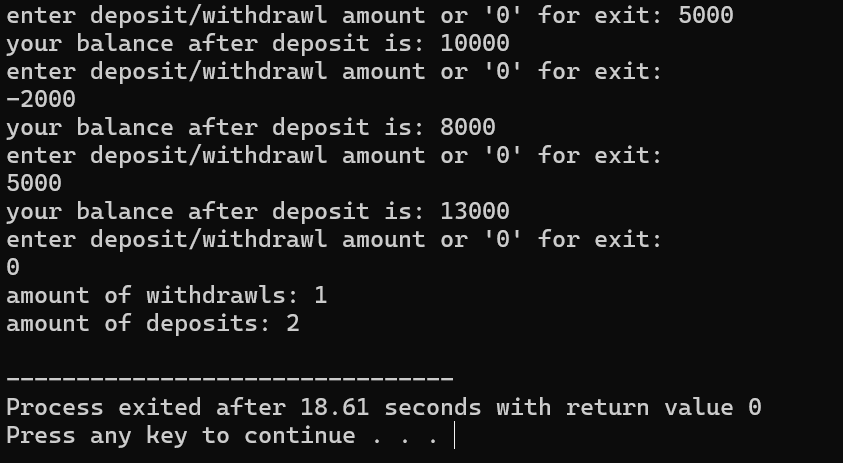 enter deposit/withdrawl amount or '0' for exit: 5000
your balance after deposit is: 10000
enter deposit/withdrawl amount or '0' for exit:
-2000
your balance after deposit is: 8000
enter deposit/withdrawl amount or '0' for exit:
5000
your balance after deposit is: 13000
enter deposit/withdrawl amount or '0' for exit:
0
amount of withdrawls: 1
amount of deposits: 2
--------------------------------
Process exited after 18.61 seconds with return value 0
Press any key to continue . . .